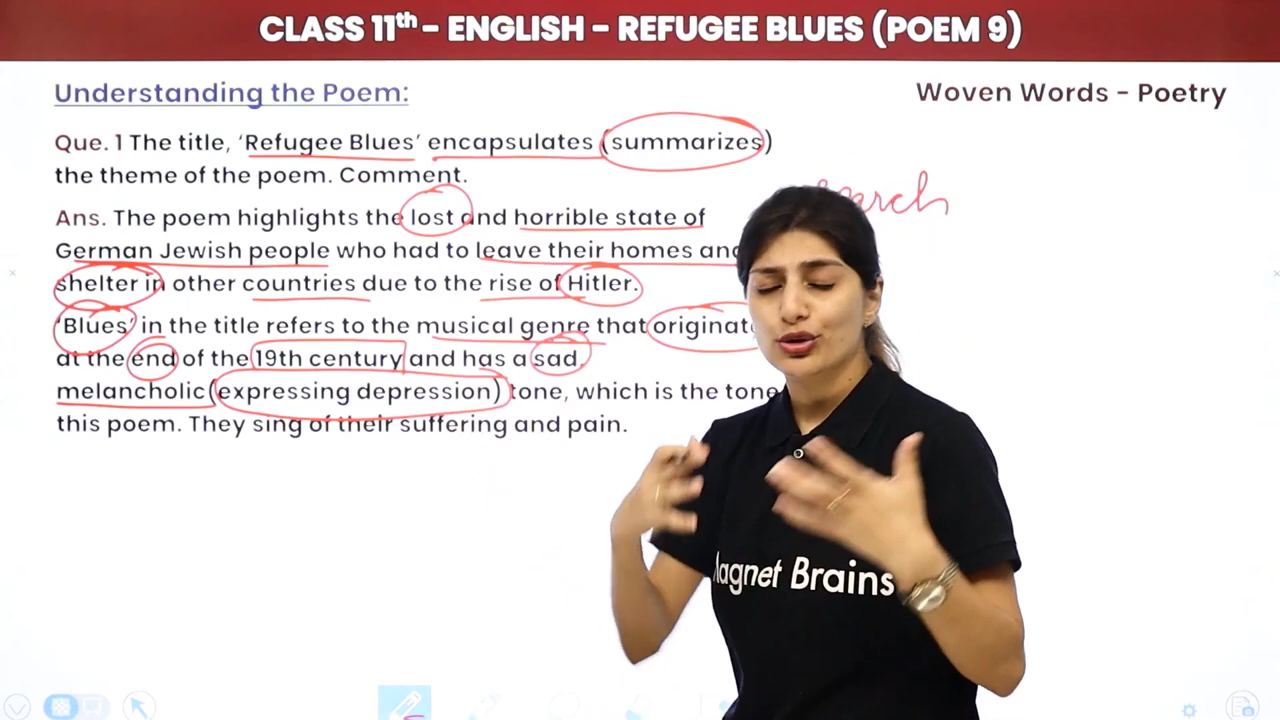 CLASS 11th – ENGLISH – REFUGEE BLUES (POEM 9)
Understanding the Poem:
Woven Words - Poetry
Que. 1 The title, ‘Refugee Blues’ encapsulates (summarizes)
the theme of the poem. Comment.
Ans. The poem highlights the lost and horrible state of
German Jewish people who had to leave their homes and
shelter in other countries due to the rise of Hitler.
‘Blues’ in the title refers to the musical genre that
at the end of the 19th century and has a sad,
melancholic(expressing depression) tone, which is the tone
this poem. They sing of their suffering and pain.
Magnet Brains